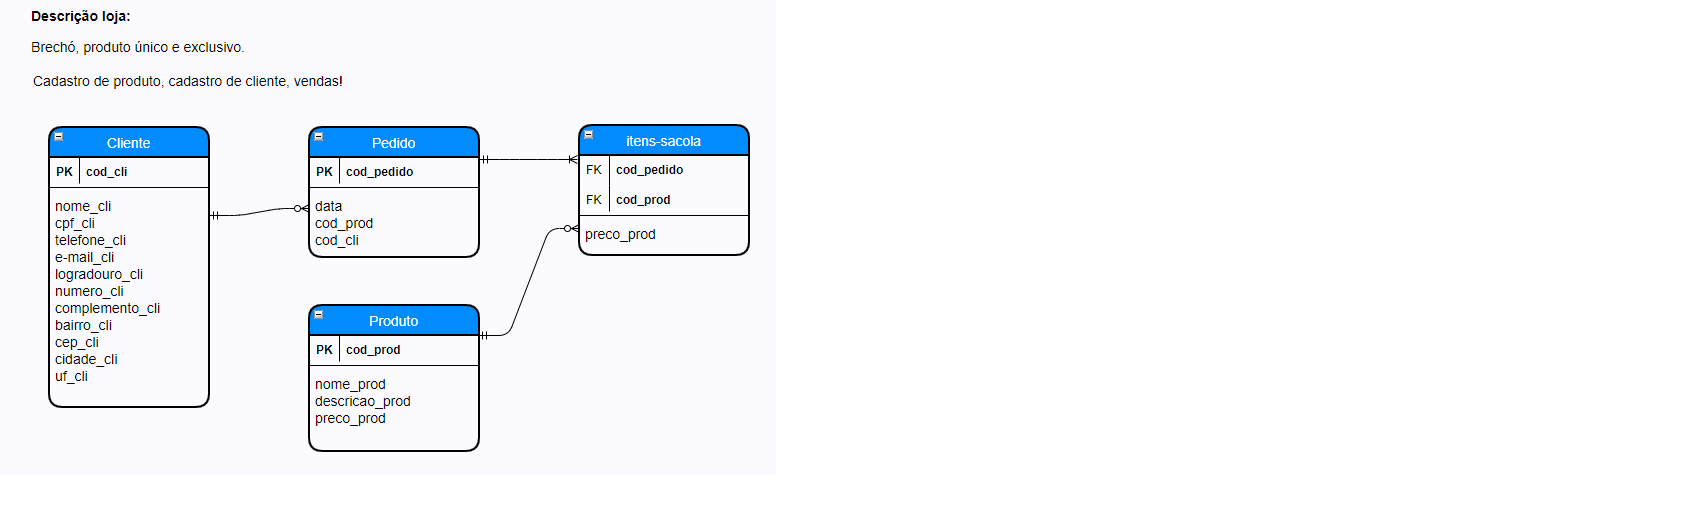 Descrição loja:
Brechó, produto único e exclusivo.
Cadastro de produto, cadastro de cliente, vendas!
Cliente
PK cod_cli
nome_cli
cpf_cli
telefone_cli
e-mail_cli
logradouro_cli
numero_cli
complemento_cli
bairro_cli
cep_cli
cidade_cli
uf_cli
Pedido
PK cod_pedido
data
cod_prod
cod_cli
itens-sacola
FK cod_pedido
FK cod_prod
preco_prod
Produto
PK cod_prod
nome_prod
descricao_prod
preco_prod